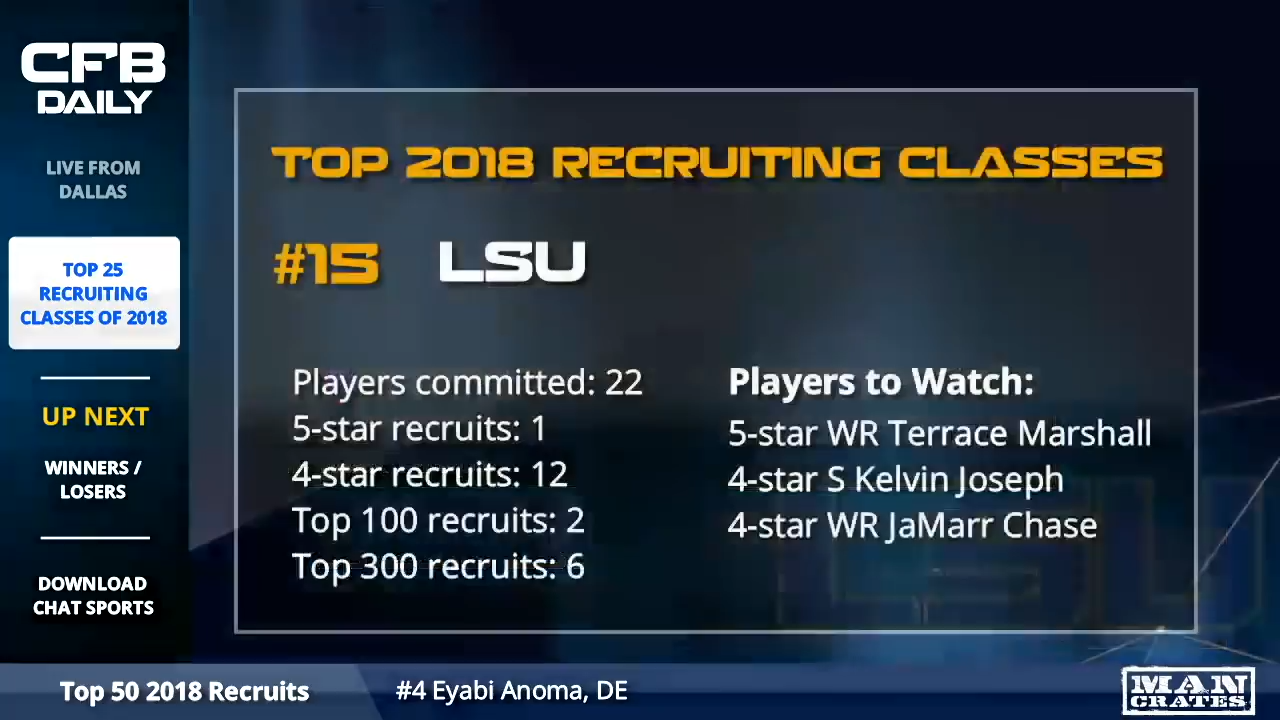 CFB
DAILY
LIVE FROM
DALLAS
TOP 25
RECRUITING
CLASSES OF 2018
UP NEXT
WINNERS /
LOSERS
DOWNLOAD
CHAT SPORTS
TOP 2018 RECRUITING CLASSES
#15 LSU
Players committed: 22
5-star recruits: 1
4-star recruits: 12
Top 100 recruits: 2
Top 300 recruits: 6
Players to Watch:
5-star WR Terrace Marshall
4-star S Kelvin Joseph
4-star WR JaMarr Chase
Top 50 2018 Recruits #4 Eyabi Anoma, DE
MAN
CRATES